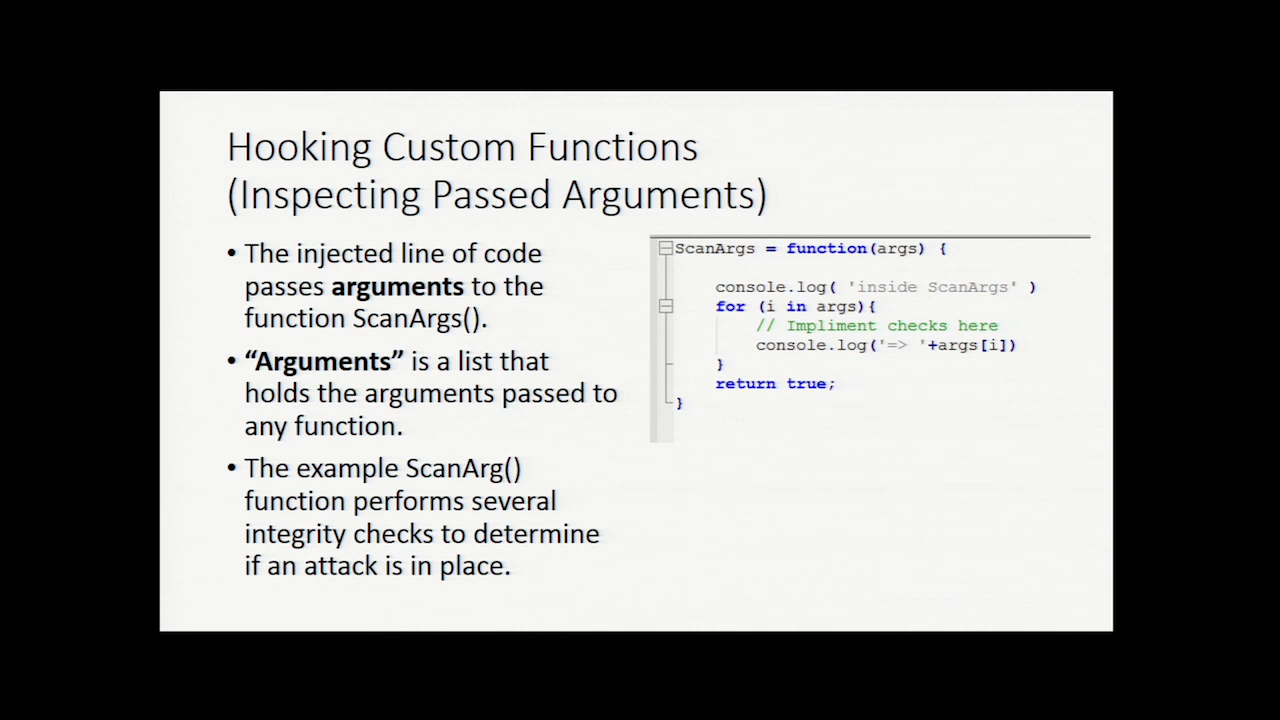 Hooking Custom Functions
(Inspecting Passed Arguments)
• The injected line of code
passes arguments to the
function ScanArgs().
• “Arguments” is a list that
holds the arguments passed to
any function.
• The example ScanArg()
function performs several
integrity checks to determine
if an attack is in place.
ScanArgs = function(args) {
console.log( 'inside ScanArgs' )
for (i in args){
// Impliment checks here
console.log('=> '+args[i])
}
return true;
}